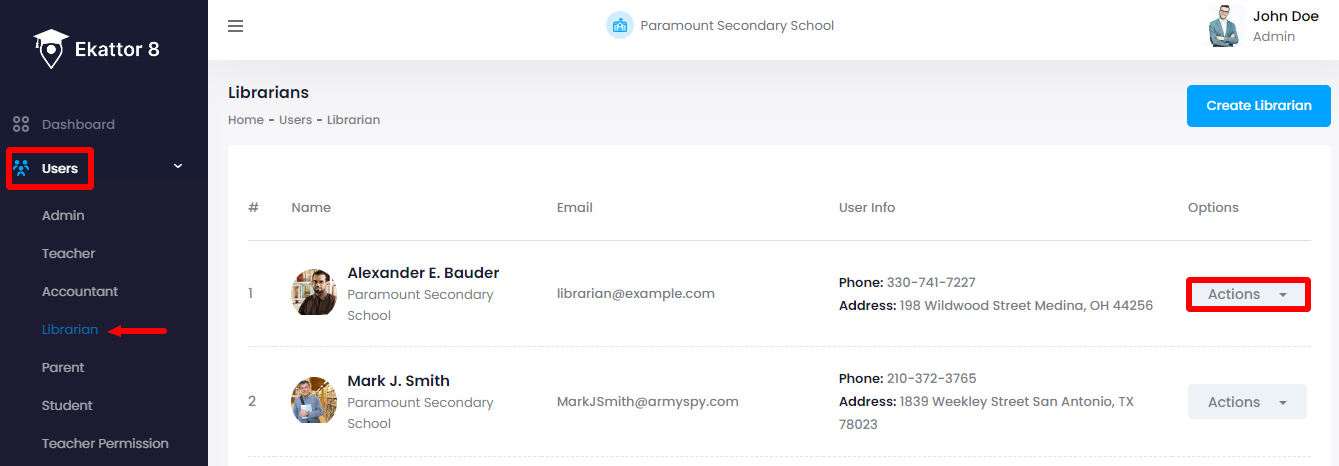 Ekattor 8
Dashboard
Users
Admin
Teacher
Accountant
Librarian
Parent
Student
Teacher Permission
Paramount Secondary School
John Doe
Admin
Librarians
Home - Users - Librarian
Create Librarian
# Name Email User Info Options
1
Alexander E. Bauder
Paramount Secondary
School
librarian@example.com
Phone: 330-741-7227
Address: 198 Wildwood Street Medina, OH 44256
Actions
2
Mark J. Smith
Paramount Secondary
School
MarkJSmith@armyspy.com
Phone: 210-372-3765
Address: 1839 Weekley Street San Antonio, TX
78023
Actions